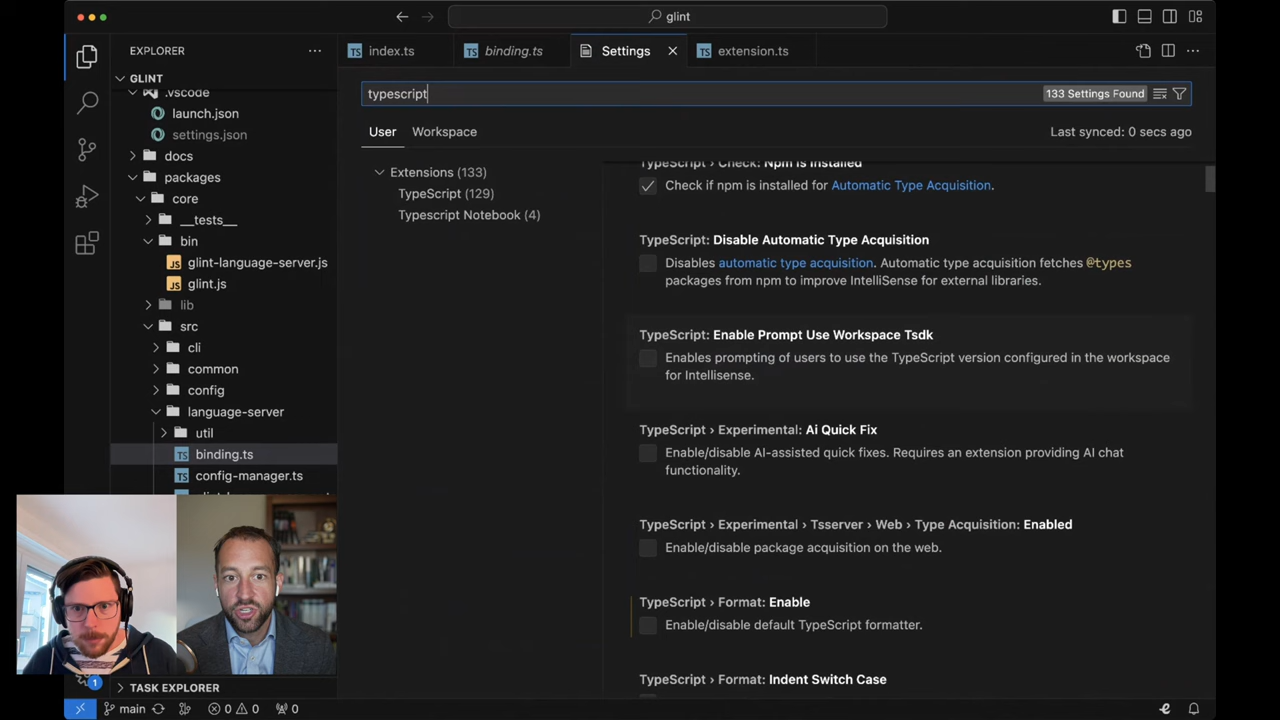 glint
EXPLORER
index.ts
binding.ts
Settings
extension.ts
GLINT
.vscode
launch.json
settings.json
docs
packages
core
__tests__
bin
glint-language-server.js
glint.js
lib
src
cli
common
config
language-server
util
binding.ts
config-manager.ts
TASK EXPLORER
typescript
133 Settings Found
User
Workspace
Last synced: 0 secs ago
Extensions (133)
TypeScript (129)
Typescript Notebook (4)
TypeScript › Check: Npm Is Installed
Check if npm is installed for Automatic Type Acquisition.
TypeScript: Disable Automatic Type Acquisition
Disables automatic type acquisition. Automatic type acquisition fetches @types
packages from npm to improve IntelliSense for external libraries.
TypeScript: Enable Prompt Use Workspace Tsdk
Enables prompting of users to use the TypeScript version configured in the workspace
for Intellisense.
TypeScript › Experimental: Ai Quick Fix
Enable/disable AI-assisted quick fixes. Requires an extension providing AI chat
functionality.
TypeScript › Experimental › Tsserver › Web › Type Acquisition: Enabled
Enable/disable package acquisition on the web.
TypeScript › Format: Enable
Enable/disable default TypeScript formatter.
TypeScript › Format: Indent Switch Case
1
main
0
0
0